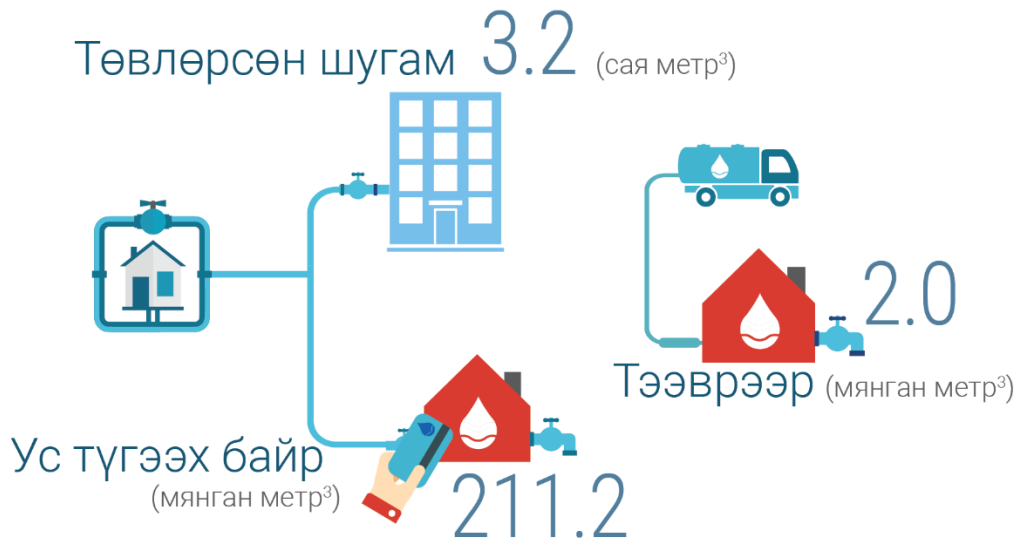 Төвлөрсөн шугам 3.2 (сая метр³)
2.0
Тээврээр (мянган метр³)
Ус түгээх байр
(мянган метр³)
211.2